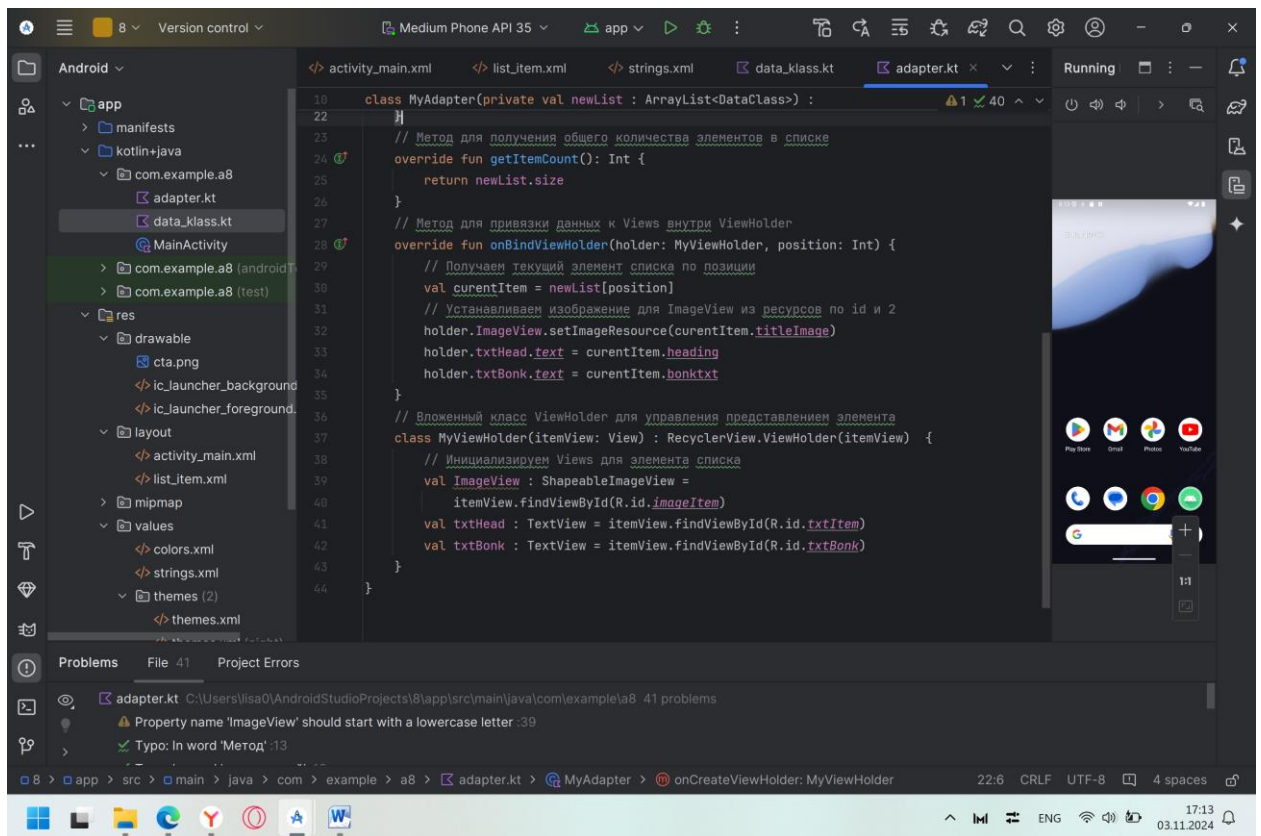 8 Version control Medium Phone API 35 app
Android
activity_main.xml list_item.xml strings.xml data_klass.kt adapter.kt Running
app
manifests
kotlin+java
com.example.a8
adapter.kt
data_klass.kt
MainActivity
com.example.a8 (androidT
com.example.a8 (test)
res
drawable
cta.png
ic_launcher_background
ic_launcher_foreground.
layout
activity_main.xml
list_item.xml
mipmap
values
colors.xml
strings.xml
themes (2)
themes.xml
10 class MyAdapter(private val newList : ArrayList<DataClass>) : 1 40
22 }
23 // Метод для получения общего количества элементов в списке
24 override fun getItemCount(): Int {
25 return newList.size
26 }
27 // Метод для привязки данных к Views внутри ViewHolder
28 override fun onBindViewHolder(holder: MyViewHolder, position: Int) {
29 // Получаем текущий элемент списка по позиции
30 val curentItem = newList[position]
31 // Устанавливаем изображение для ImageView из ресурсов по id и 2
32 holder.ImageView.setImageResource(curentItem.titleImage)
33 holder.txtHead.text = curentItem.heading
34 holder.txtBonk.text = curentItem.bonktxt
35 }
36 // Вложенный класс ViewHolder для управления представлением элемента
37 class MyViewHolder(itemView: View) : RecyclerView.ViewHolder(itemView) {
38 // Инициализируем Views для элемента списка
39 val ImageView : ShapeableImageView =
40 itemView.findViewById(R.id.imageItem)
41 val txtHead : TextView = itemView.findViewById(R.id.txtItem)
42 val txtBonk : TextView = itemView.findViewById(R.id.txtBonk)
43 }
44 }
Play Store Gmail Photos YouTube
G
1:1
Problems File 41 Project Errors
adapter.kt C:\Users\lisa0\AndroidStudioProjects\8\app\src\main\java\com\example\a8 41 problems
Property name 'ImageView' should start with a lowercase letter :39
Typo: In word 'Метод' :13
8 > app > src > main > java > com > example > a8 > adapter.kt > MyAdapter > onCreateViewHolder: MyViewHolder 22:6 CRLF UTF-8 4 spaces
ENG 17:13
03.11.2024